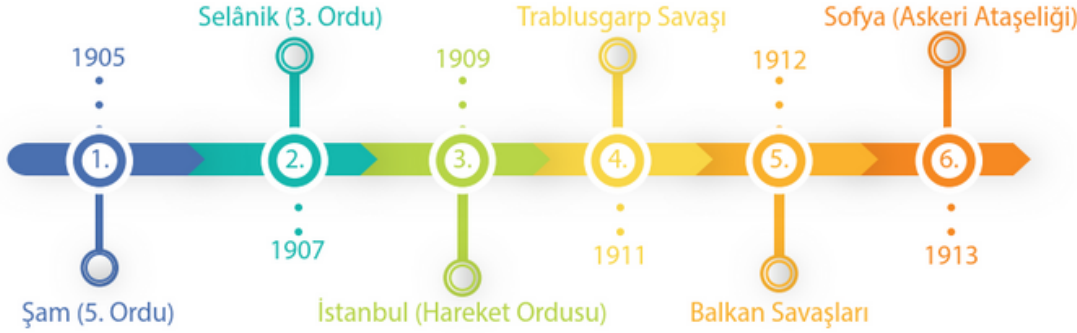 Selânik (3. Ordu)
Trablusgarp Savaşı
Sofya (Askeri Ataşeliği)
1905
1909
1912
1.
2.
3.
4.
5.
6.
1907
1911
1913
Şam (5. Ordu)
İstanbul (Hareket Ordusu)
Balkan Savaşları